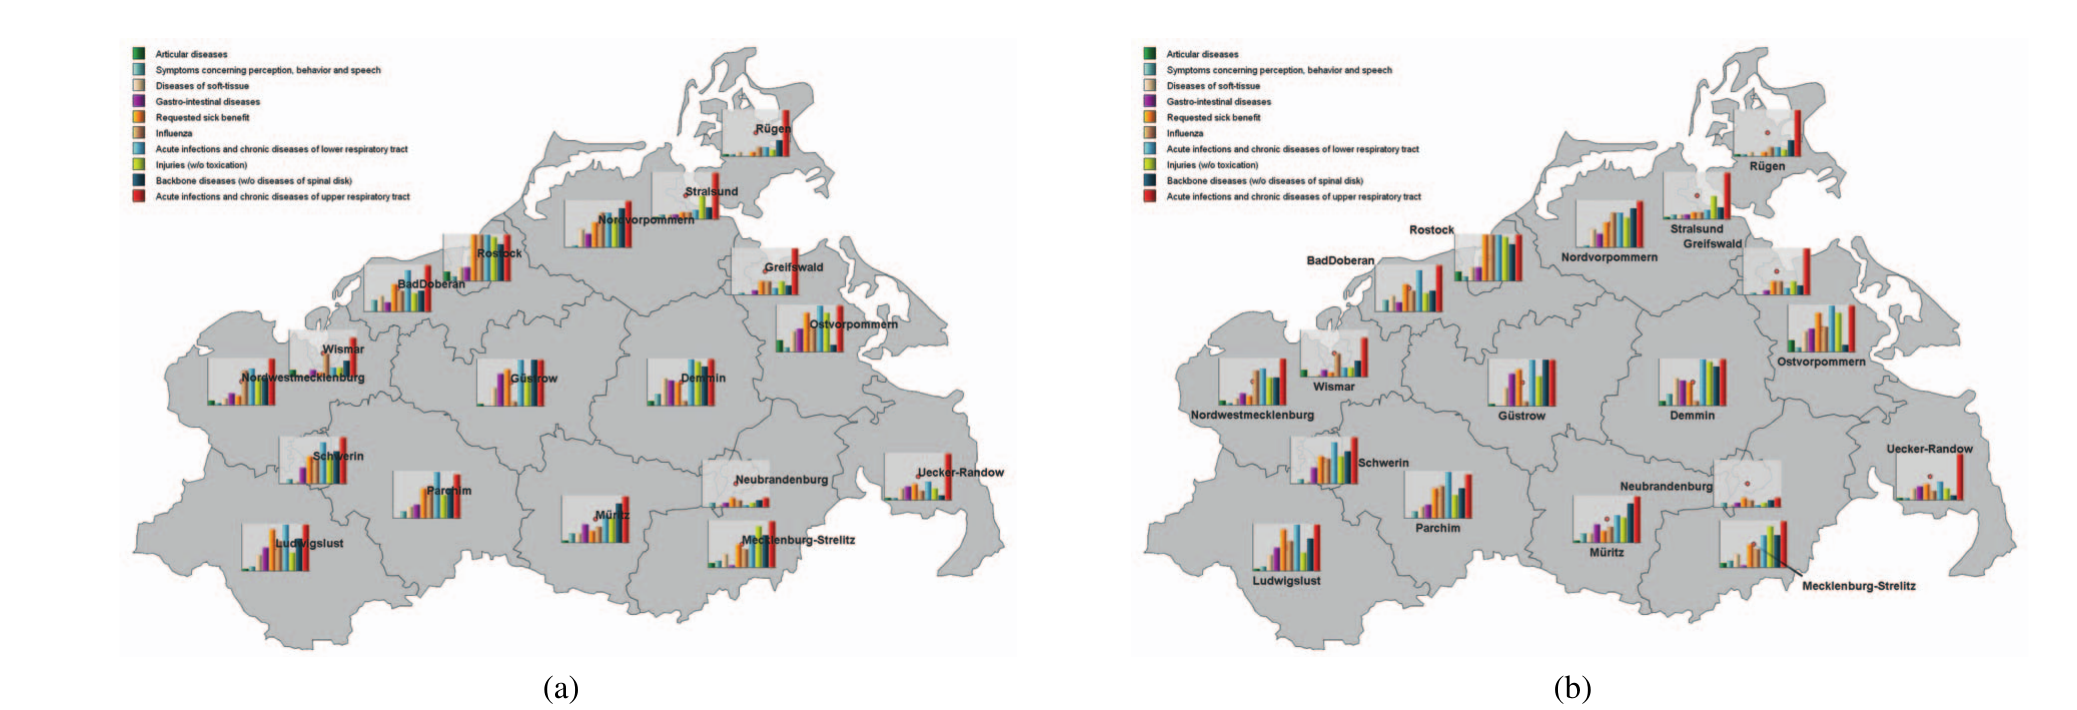 Articular diseases
Symptoms concerning perception, behavior and speech
Diseases of soft-tissue
Gastro-intestinal diseases
Requested sick benefit
Influenza
Acute infections and chronic diseases of lower respiratory tract
Injuries (w/o toxication)
Backbone diseases (w/o diseases of spinal disk)
Acute infections and chronic diseases of upper respiratory tract
Rügen
Stralsund
Nordvorpommern
Rostock
Greifswald
BadDoberan
Ostvorpommern
Wismar
Nordwestmecklenburg
Güstrow
Demmin
Schwerin
Uecker-Randow
Neubrandenburg
Parchim
Müritz
Mecklenburg-Strelitz
Ludwigslust
(a)
Articular diseases
Symptoms concerning perception, behavior and speech
Diseases of soft-tissue
Gastro-intestinal diseases
Requested sick benefit
Influenza
Acute infections and chronic diseases of lower respiratory tract
Injuries (w/o toxication)
Backbone diseases (w/o diseases of spinal disk)
Acute infections and chronic diseases of upper respiratory tract
Rügen
Rostock
Stralsund
Greifswald
Nordvorpommern
BadDoberan
Ostvorpommern
Wismar
Nordwestmecklenburg
Güstrow
Demmin
Uecker-Randow
Schwerin
Neubrandenburg
Parchim
Müritz
Ludwigslust
Mecklenburg-Strelitz
(b)